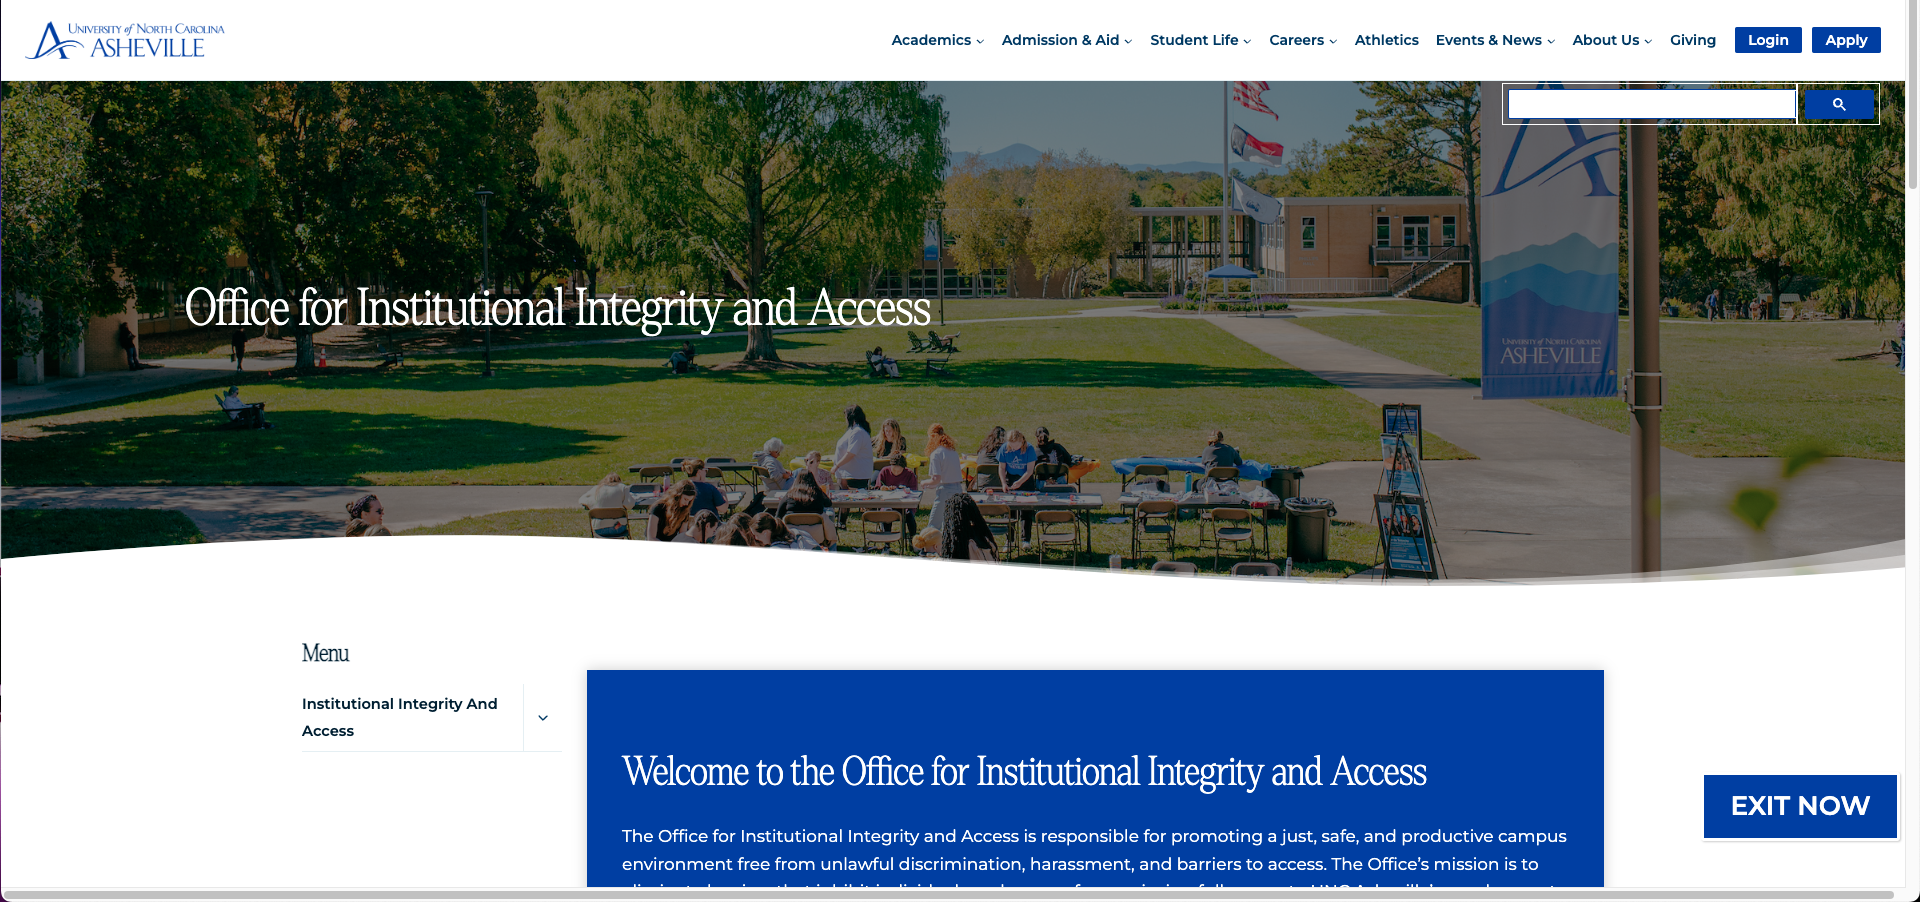 UNIVERSITY of NORTH CAROLINA
ASHEVILLE
Academics
Admission & Aid
Student Life
Careers
Athletics
Events & News
About Us
Giving
Login
Apply
Office for Institutional Integrity and Access
UNIVERSITY of NORTH CAROLINA
ASHEVILLE
Menu
Institutional Integrity And
Access
Welcome to the Office for Institutional Integrity and Access
The Office for Institutional Integrity and Access is responsible for promoting a just, safe, and productive campus
environment free from unlawful discrimination, harassment, and barriers to access. The Office’s mission is to
EXIT NOW